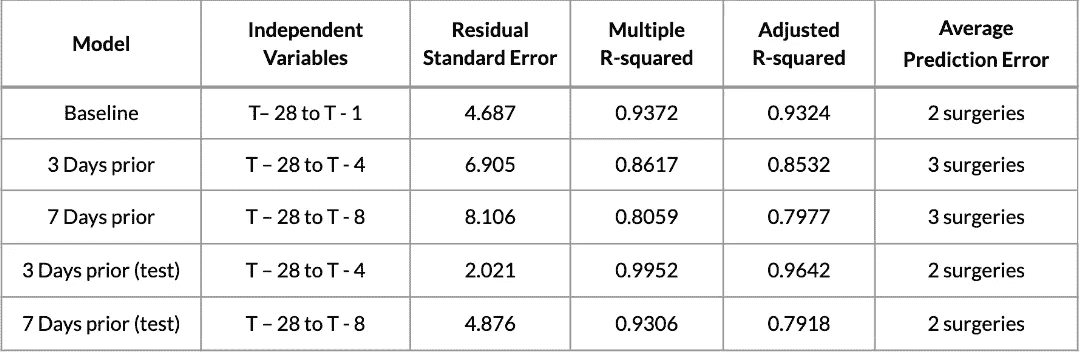 Model | Independent Variables | Residual Standard Error | Multiple R-squared | Adjusted R-squared | Average Prediction Error
Baseline | T– 28 to T - 1 | 4.687 | 0.9372 | 0.9324 | 2 surgeries
3 Days prior | T – 28 to T - 4 | 6.905 | 0.8617 | 0.8532 | 3 surgeries
7 Days prior | T – 28 to T - 8 | 8.106 | 0.8059 | 0.7977 | 3 surgeries
3 Days prior (test) | T – 28 to T - 4 | 2.021 | 0.9952 | 0.9642 | 2 surgeries
7 Days prior (test) | T – 28 to T - 8 | 4.876 | 0.9306 | 0.7918 | 2 surgeries